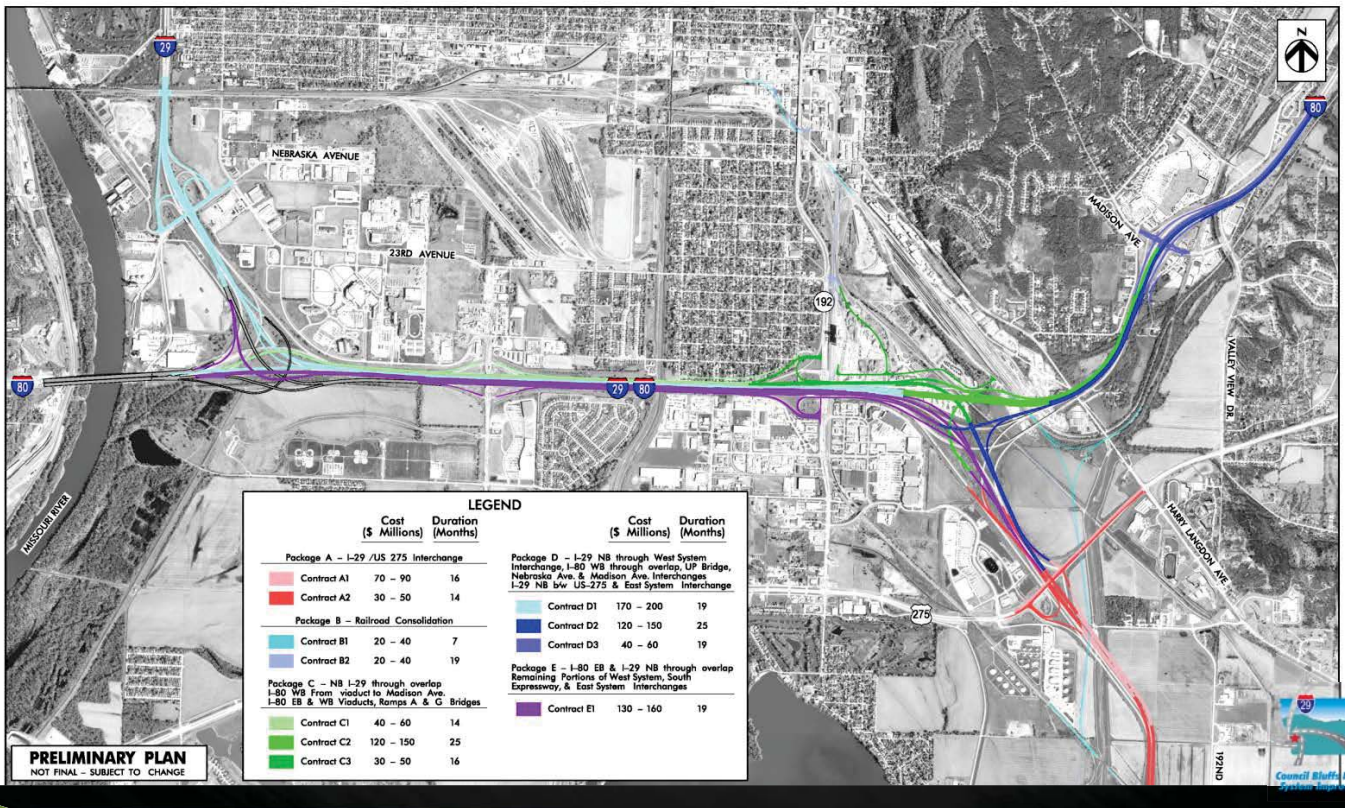 29
N
80
NEBRASKA AVENUE
MADISON AVE.
23RD AVENUE
192
VALLEY VIEW DR.
80
29 80
MISSOURI RIVER
HARRY LANGDON AVE.
275
192ND
LEGEND
Cost Duration
($ Millions) (Months)
Package A – I–29 /US 275 Interchange
Contract A1 70 – 90 16
Contract A2 30 – 50 14
Package B – Railroad Consolidation
Contract B1 20 – 40 7
Contract B2 20 – 40 19
Package C – NB I–29 through overlap
I–80 WB From viaduct to Madison Ave.
I–80 EB & WB Viaducts, Ramps A & G Bridges
Contract C1 40 – 60 14
Contract C2 120 – 150 25
Contract C3 30 – 50 16
Cost Duration
($ Millions) (Months)
Package D – I–29 NB through West System
Interchange, I–80 WB through overlap, UP Bridge,
Nebraska Ave. & Madison Ave. Interchanges
I–29 NB b/w US–275 & East System Interchange
Contract D1 170 – 200 19
Contract D2 120 – 150 25
Contract D3 40 – 60 19
Package E – I–80 EB & I–29 NB through overlap
Remaining Portions of West System, South
Expressway, & East System Interchanges
Contract E1 130 – 160 19
PRELIMINARY PLAN
NOT FINAL – SUBJECT TO CHANGE
29
Council Bluffs
System